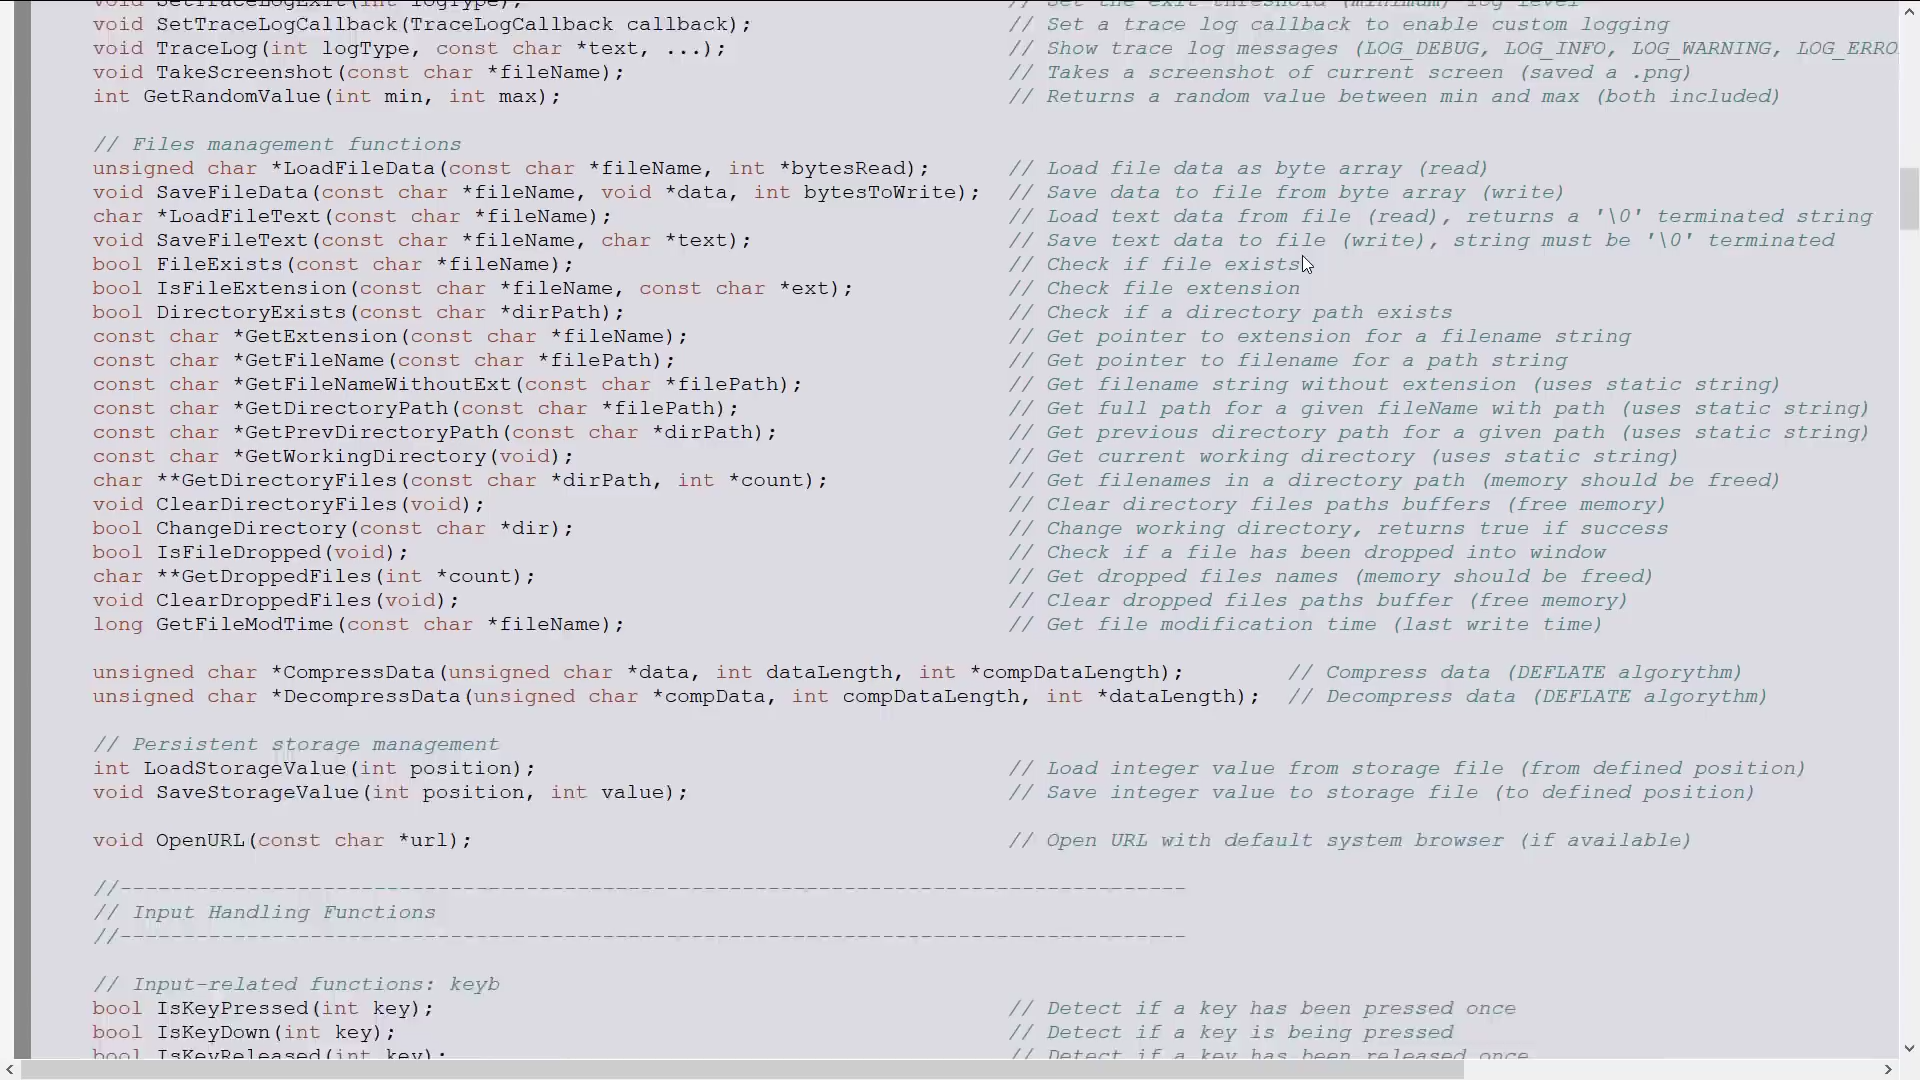 void SetTraceLogExit(int logType); // Set the exit threshold (minimum) log level
void SetTraceLogCallback(TraceLogCallback callback); // Set a trace log callback to enable custom logging
void TraceLog(int logType, const char *text, ...); // Show trace log messages (LOG_DEBUG, LOG_INFO, LOG_WARNING, LOG_ERRO
void TakeScreenshot(const char *fileName); // Takes a screenshot of current screen (saved a .png)
int GetRandomValue(int min, int max); // Returns a random value between min and max (both included)
// Files management functions
unsigned char *LoadFileData(const char *fileName, int *bytesRead); // Load file data as byte array (read)
void SaveFileData(const char *fileName, void *data, int bytesToWrite); // Save data to file from byte array (write)
char *LoadFileText(const char *fileName); // Load text data from file (read), returns a '\0' terminated string
void SaveFileText(const char *fileName, char *text); // Save text data to file (write), string must be '\0' terminated
bool FileExists(const char *fileName); // Check if file exists
bool IsFileExtension(const char *fileName, const char *ext); // Check file extension
bool DirectoryExists(const char *dirPath); // Check if a directory path exists
const char *GetExtension(const char *fileName); // Get pointer to extension for a filename string
const char *GetFileName(const char *filePath); // Get pointer to filename for a path string
const char *GetFileNameWithoutExt(const char *filePath); // Get filename string without extension (uses static string)
const char *GetDirectoryPath(const char *filePath); // Get full path for a given fileName with path (uses static string)
const char *GetPrevDirectoryPath(const char *dirPath); // Get previous directory path for a given path (uses static string)
const char *GetWorkingDirectory(void); // Get current working directory (uses static string)
char **GetDirectoryFiles(const char *dirPath, int *count); // Get filenames in a directory path (memory should be freed)
void ClearDirectoryFiles(void); // Clear directory files paths buffers (free memory)
bool ChangeDirectory(const char *dir); // Change working directory, returns true if success
bool IsFileDropped(void); // Check if a file has been dropped into window
char **GetDroppedFiles(int *count); // Get dropped files names (memory should be freed)
void ClearDroppedFiles(void); // Clear dropped files paths buffer (free memory)
long GetFileModTime(const char *fileName); // Get file modification time (last write time)
unsigned char *CompressData(unsigned char *data, int dataLength, int *compDataLength); // Compress data (DEFLATE algorythm)
unsigned char *DecompressData(unsigned char *compData, int compDataLength, int *dataLength); // Decompress data (DEFLATE algorythm)
// Persistent storage management
int LoadStorageValue(int position); // Load integer value from storage file (from defined position)
void SaveStorageValue(int position, int value); // Save integer value to storage file (to defined position)
void OpenURL(const char *url); // Open URL with default system browser (if available)
//------------------------------------------------------------------------------------
// Input Handling Functions
//------------------------------------------------------------------------------------
// Input-related functions: keyb
bool IsKeyPressed(int key); // Detect if a key has been pressed once
bool IsKeyDown(int key); // Detect if a key is being pressed
bool IsKeyReleased(int key); // Detect if a key has been released once